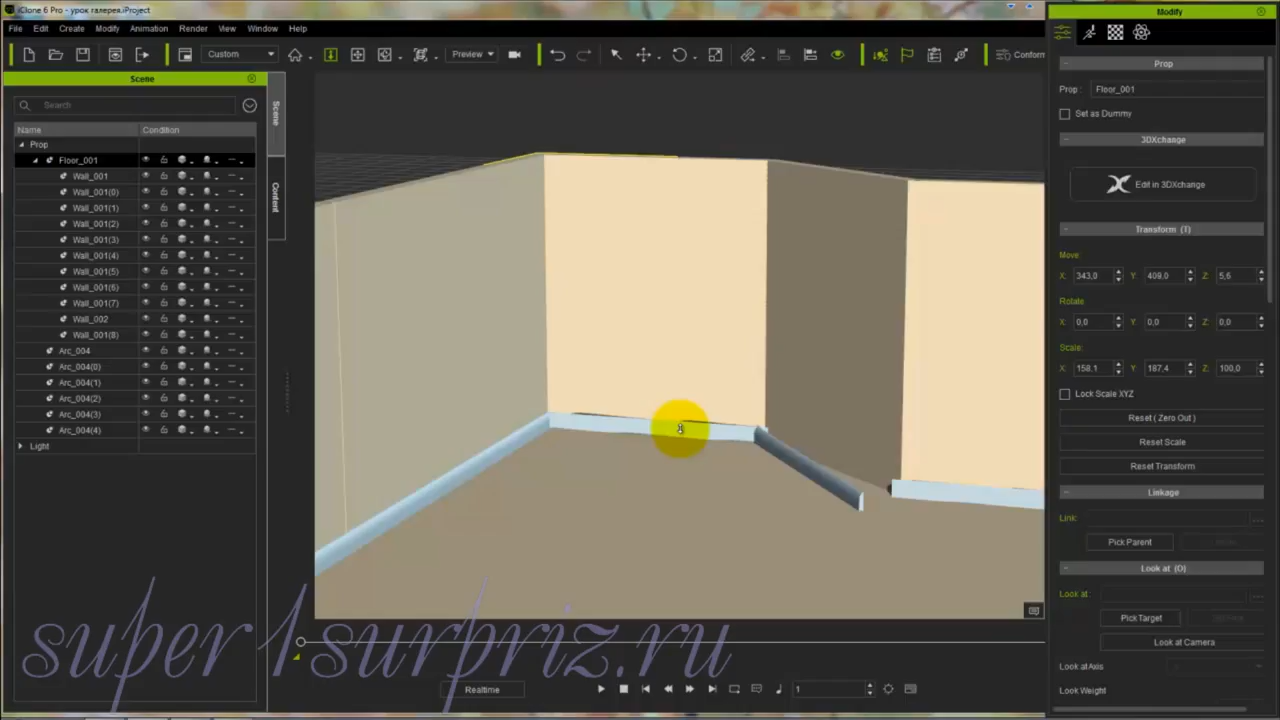 iClone 6 Pro - урок галерея.iProject
File Edit Create Modify Animation Render View Window Help
Custom Preview Conform
Scene
Search
Name Condition
Prop
Floor_001
Wall_001
Wall_001(0)
Wall_001(1)
Wall_001(2)
Wall_001(3)
Wall_001(4)
Wall_001(5)
Wall_001(6)
Wall_001(7)
Wall_002
Wall_001(8)
Arc_004
Arc_004(0)
Arc_004(1)
Arc_004(2)
Arc_004(3)
Arc_004(4)
Light
Scene
Content
Modify
Prop
Prop : Floor_001
Set as Dummy
3DXchange
Edit in 3DXchange
Transform (T)
Move:
X: 343,0 Y: 409,0 Z: 5,6
Rotate
X: 0,0 Y: 0,0 Z: 0,0
Scale:
X: 158,1 Y: 187,4 Z: 100,0
Lock Scale XYZ
Reset ( Zero Out )
Reset Scale
Reset Transform
Linkage
Link:
Pick Parent
Look at (O)
Look at:
Pick Target
Look at Camera
Look at Axis
Look Weight
super1surpriz.ru
Realtime 1